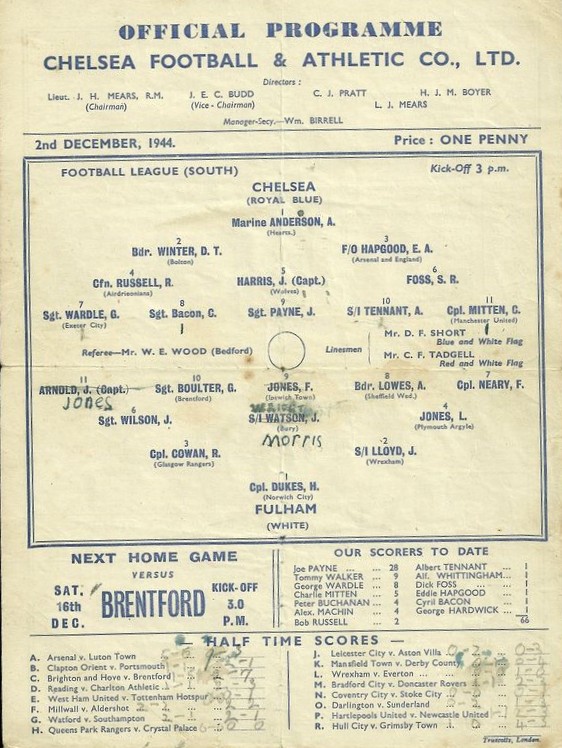 OFFICIAL PROGRAMME
CHELSEA FOOTBALL & ATHLETIC CO., LTD.
Directors :
Lieut. J. H. MEARS, R.M. J. E. C. BUDD C. J. PRATT H. J. M. BOYER
(Chairman) (Vice - Chairman) L. J. MEARS
Manager-Secy.—Wm. BIRRELL
2nd DECEMBER, 1944. Price : ONE PENNY
FOOTBALL LEAGUE (SOUTH) Kick-Off 3 p.m.
CHELSEA
(ROYAL BLUE)
1
Marine ANDERSON, A.
(Hearts.)
2 3
Bdr. WINTER, D. T. F/O HAPGOOD, E. A.
(Bolton) (Arsenal and England)
4 5 6
Cfn. RUSSELL, R. HARRIS, J. (Capt.) FOSS, S. R.
(Airdrieonians) (Wolves)
7 8 9 10 11
Sgt. WARDLE, G. Sgt. Bacon, C. Sgt. PAYNE, J. S/I TENNANT, A. Cpl. MITTEN, C.
(Exeter City) (Manchester United)
Referee—Mr. W. E. WOOD (Bedford) Linesmen Mr. D. F. SHORT
Blue and White Flag
Mr. C. F. TADGELL
Red and White Flag
11 10 9 8 7
ARNOLD, J. (Capt.) Sgt. BOULTER, G. JONES, F. Bdr. LOWES, A. Cpl. NEARY, F.
Jones (Brentford) (Ipswich Town) (Sheffield Wed.)
6 4
Sgt. WILSON, J. S/I WATSON, J. JONES, L.
(Bury) (Plymouth Argyle)
Morris
3 2
Cpl. COWAN, R. S/I LLOYD, J.
(Glasgow Rangers) (Wrexham)
1
Cpl. DUKES, H.
(Norwich City)
FULHAM
(WHITE)
NEXT HOME GAME
VERSUS
SAT. 16th DEC. BRENTFORD KICK-OFF 3.0 P.M.
OUR SCORERS TO DATE
Joe PAYNE ... ... 28 Albert TENNANT ... 1
Tommy WALKER ... 9 Alf. WHITTINGHAM... 1
George WARDLE ... 8 Dick FOSS ... ... 1
Charlie MITTEN ... 5 Eddie HAPGOOD ... 1
Peter BUCHANAN ... 4 Cyril BACON ... 1
Alex. MACHIN ... 4 George HARDWICK ... 1
Bob RUSSELL ... 2 66
— HALF TIME SCORES —
A. Arsenal v. Luton Town
B. Clapton Orient v. Portsmouth
C. Brighton and Hove v. Brentford
D. Reading v. Charlton Athletic
E. West Ham United v. Tottenham Hotspur
F. Millwall v. Aldershot
G. Watford v. Southampton
H. Queens Park Rangers v. Crystal Palace
J. Leicester City v. Aston Villa
K. Mansfield Town v. Derby County
L. Wrexham v. Everton
M. Bradford City v. Doncaster Rovers
N. Coventry City v. Stoke City
O. Darlington v. Sunderland
P. Hartlepools United v. Newcastle United
R. Hull City v. Grimsby Town
Truscotts, London.